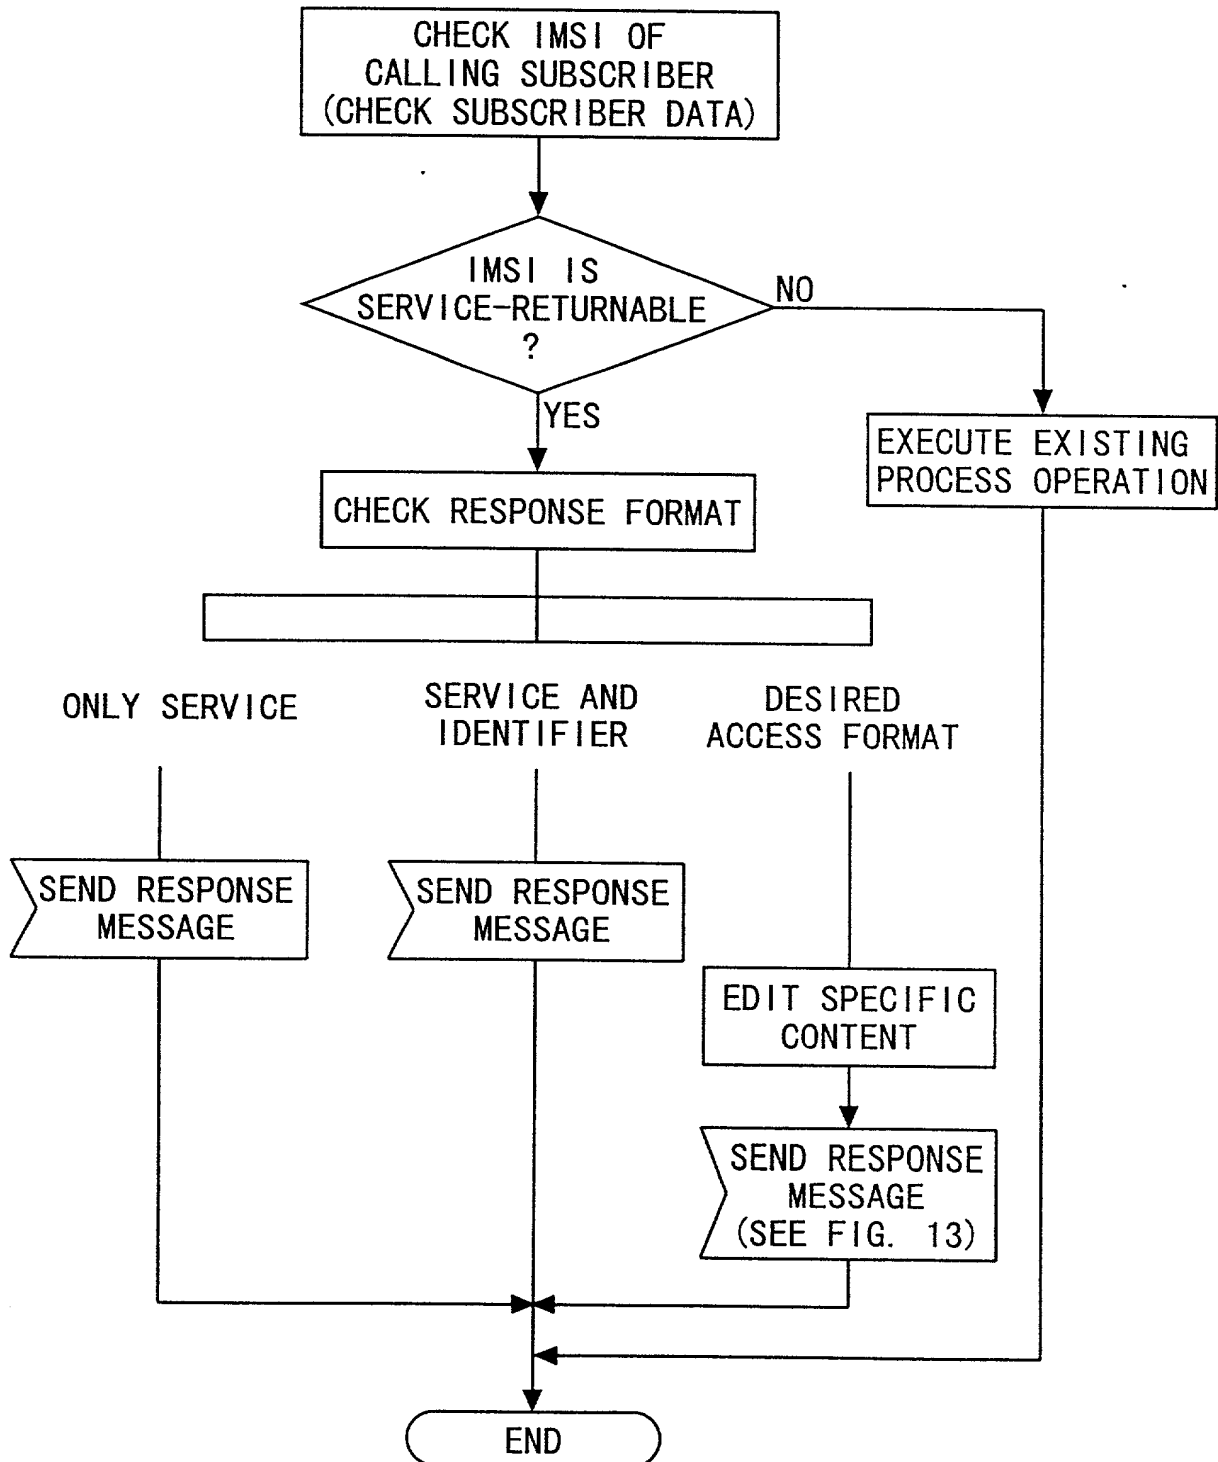 CHECK IMSI OF
CALLING SUBSCRIBER
(CHECK SUBSCRIBER DATA)
IMSI IS
SERVICE-RETURNABLE
?
NO
YES
EXECUTE EXISTING
PROCESS OPERATION
CHECK RESPONSE FORMAT
ONLY SERVICE
SERVICE AND
IDENTIFIER
DESIRED
ACCESS FORMAT
SEND RESPONSE
MESSAGE
SEND RESPONSE
MESSAGE
EDIT SPECIFIC
CONTENT
SEND RESPONSE
MESSAGE
(SEE FIG. 13)
END